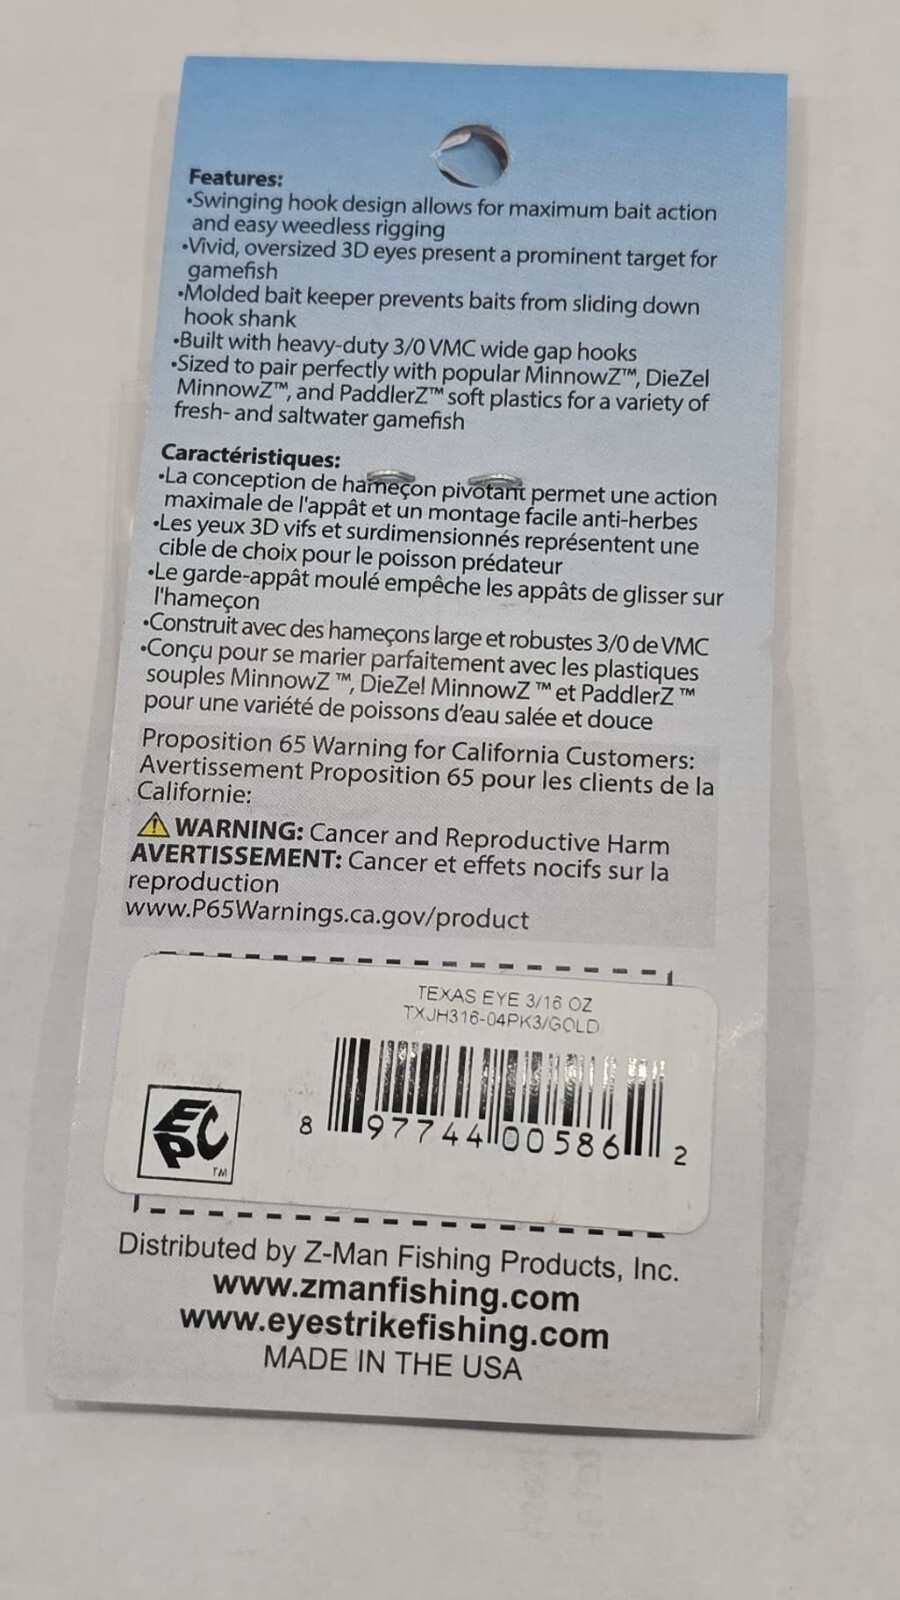 Features:
•Swinging hook design allows for maximum bait action
and easy weedless rigging
•Vivid, oversized 3D eyes present a prominent target for
gamefish
•Molded bait keeper prevents baits from sliding down
hook shank
•Built with heavy-duty 3/0 VMC wide gap hooks
•Sized to pair perfectly with popular MinnowZ™, DieZel
MinnowZ™, and PaddlerZ™ soft plastics for a variety of
fresh- and saltwater gamefish
Caractéristiques:
•La conception de hameçon pivotant permet une action
maximale de l'appât et un montage facile anti-herbes
•Les yeux 3D vifs et surdimensionnés représentent une
cible de choix pour le poisson prédateur
•Le garde-appât moulé empêche les appâts de glisser sur
l'hameçon
•Construit avec des hameçons large et robustes 3/0 de VMC
•Conçu pour se marier parfaitement avec les plastiques
souples MinnowZ ™, DieZel MinnowZ ™ et PaddlerZ ™
pour une variété de poissons d'eau salée et douce
Proposition 65 Warning for California Customers:
Avertissement Proposition 65 pour les clients de la
Californie:
⚠ WARNING: Cancer and Reproductive Harm
AVERTISSEMENT: Cancer et effets nocifs sur la
reproduction
www.P65Warnings.ca.gov/product
TEXAS EYE 3/16 OZ
TXJH316-04PK3/GOLD
8 97744 00586 2
EPC™
Distributed by Z-Man Fishing Products, Inc.
www.zmanfishing.com
www.eyestrikefishing.com
MADE IN THE USA